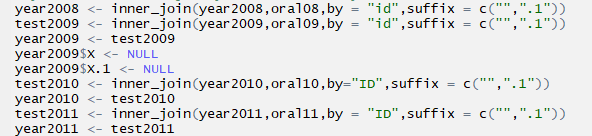 year2008 <- inner_join(year2008,oral08,by = "id",suffix = c("",".1"))
test2009 <- inner_join(year2009,oral09,by = "id",suffix = c("",".1"))
year2009 <- test2009
year2009$X <- NULL
year2009$X.1 <- NULL
test2010 <- inner_join(year2010,oral10,by="ID",suffix = c("",".1"))
year2010 <- test2010
test2011 <- inner_join(year2011,oral11,by = "ID",suffix = c("",".1"))
year2011 <- test2011